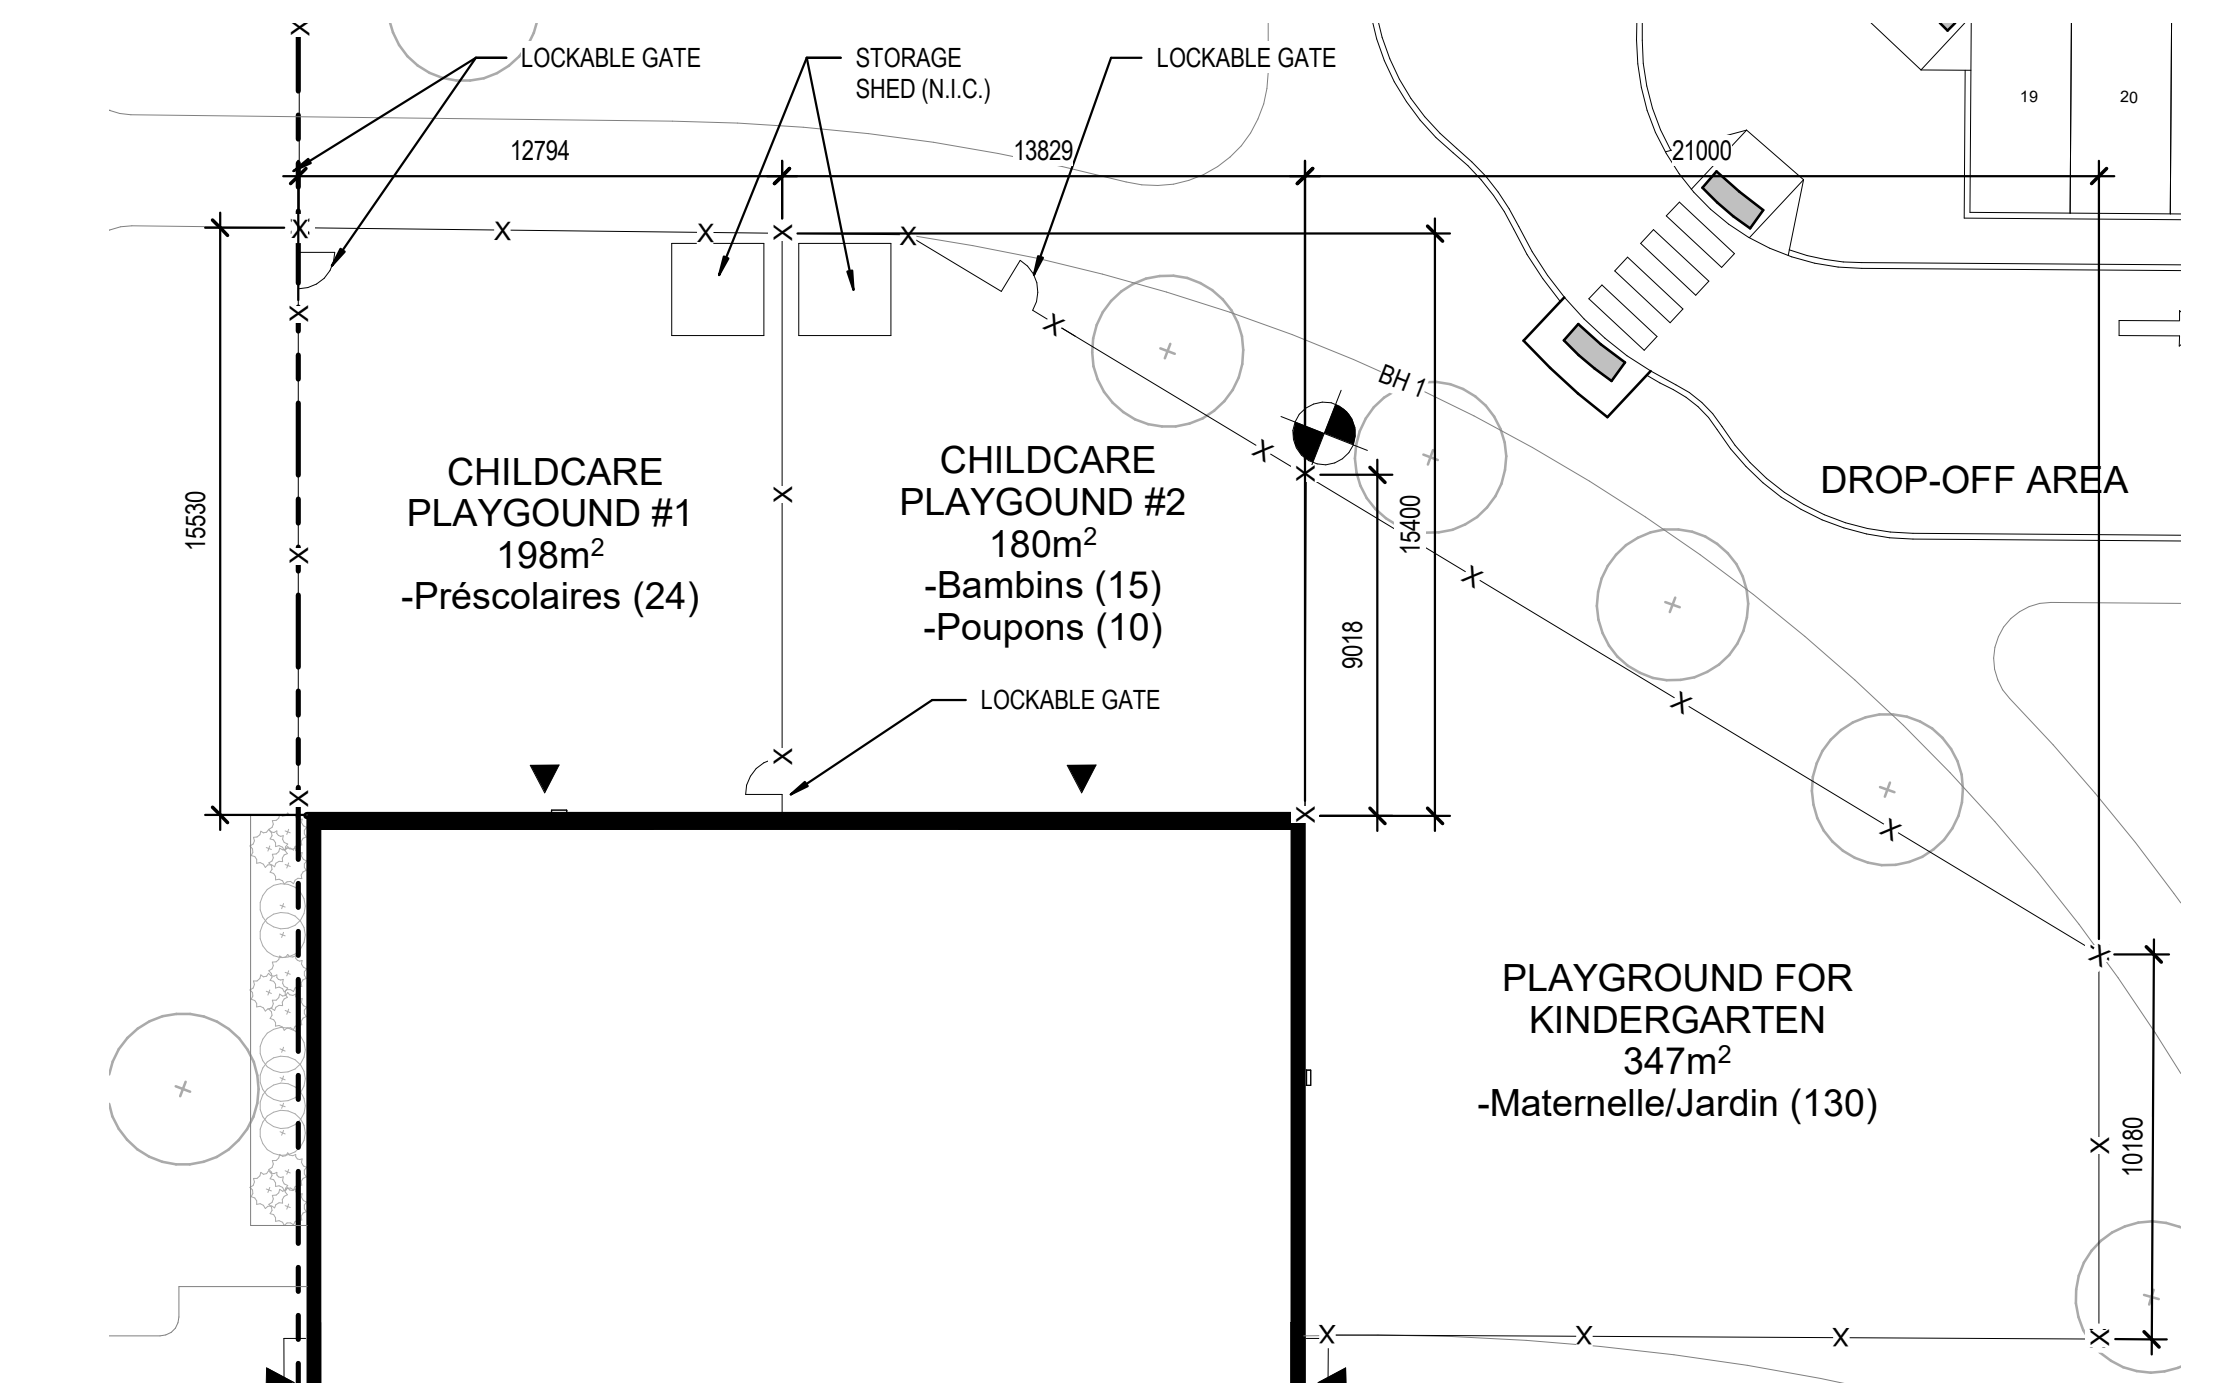 LOCKABLE GATE
STORAGE
SHED (N.I.C.)
LOCKABLE GATE
19
20
12794
13829
21000
BH 1
CHILDCARE
PLAYGOUND #1
198m²
-Préscolaires (24)
CHILDCARE
PLAYGOUND #2
180m²
-Bambins (15)
-Poupons (10)
DROP-OFF AREA
15530
15400
9018
LOCKABLE GATE
PLAYGROUND FOR
KINDERGARTEN
347m²
-Maternelle/Jardin (130)
10180